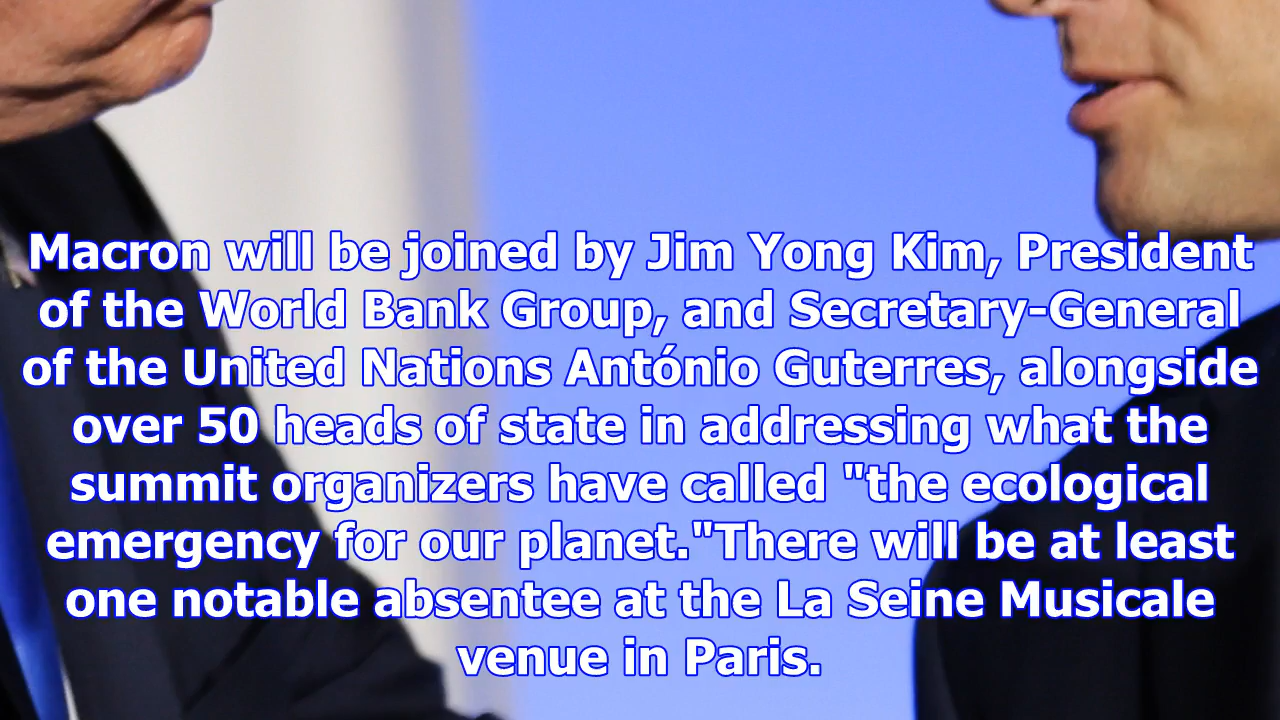 Macron will be joined by Jim Yong Kim, President
of the World Bank Group, and Secretary-General
of the United Nations António Guterres, alongside
over 50 heads of state in addressing what the
summit organizers have called "the ecological
emergency for our planet."There will be at least
one notable absentee at the La Seine Musicale
venue in Paris.